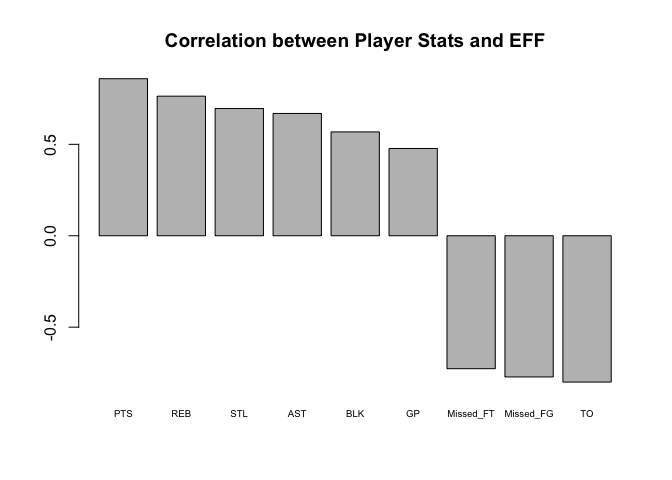 Correlation between Player Stats and EFF
0.5
0.0
-0.5
PTS REB STL AST BLK GP Missed_FT Missed_FG TO